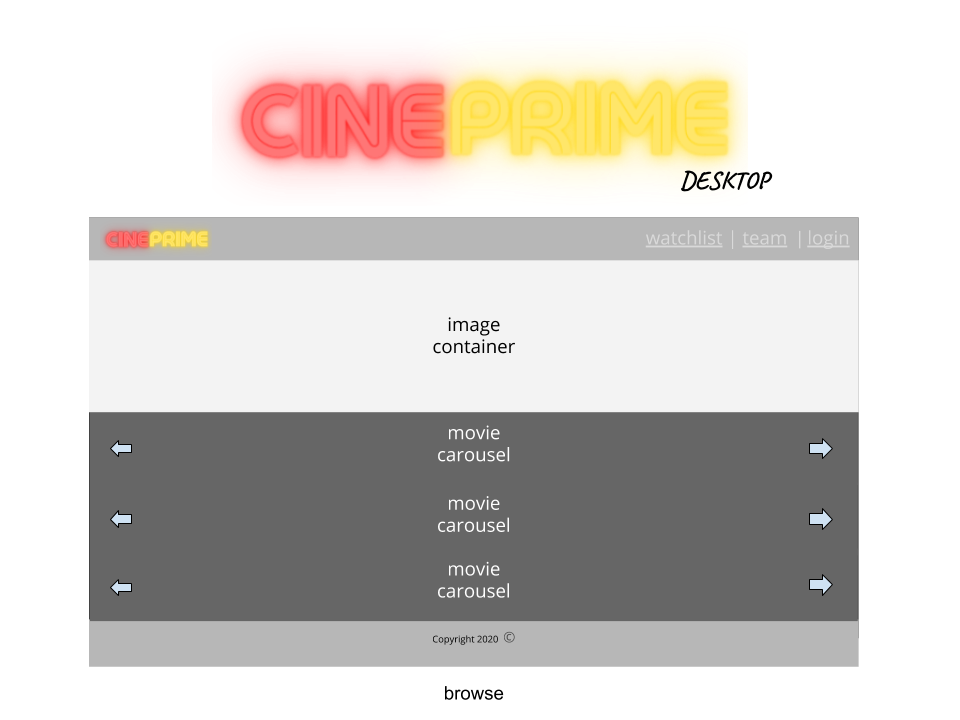 CINEPRIME
DESKTOP
CINEPRIME watchlist | team | login
image
container
movie
carousel
movie
carousel
movie
carousel
Copyright 2020 ©
browse